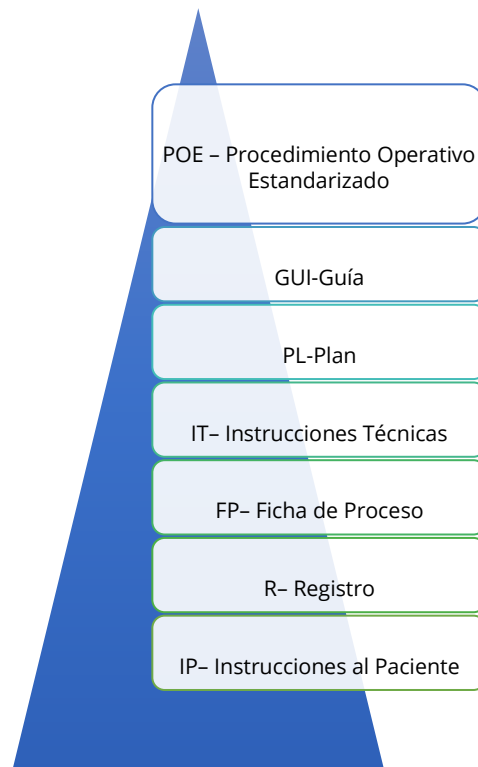 POE – Procedimiento Operativo
Estandarizado
GUI-Guía
PL-Plan
IT– Instrucciones Técnicas
FP– Ficha de Proceso
R– Registro
IP– Instrucciones al Paciente